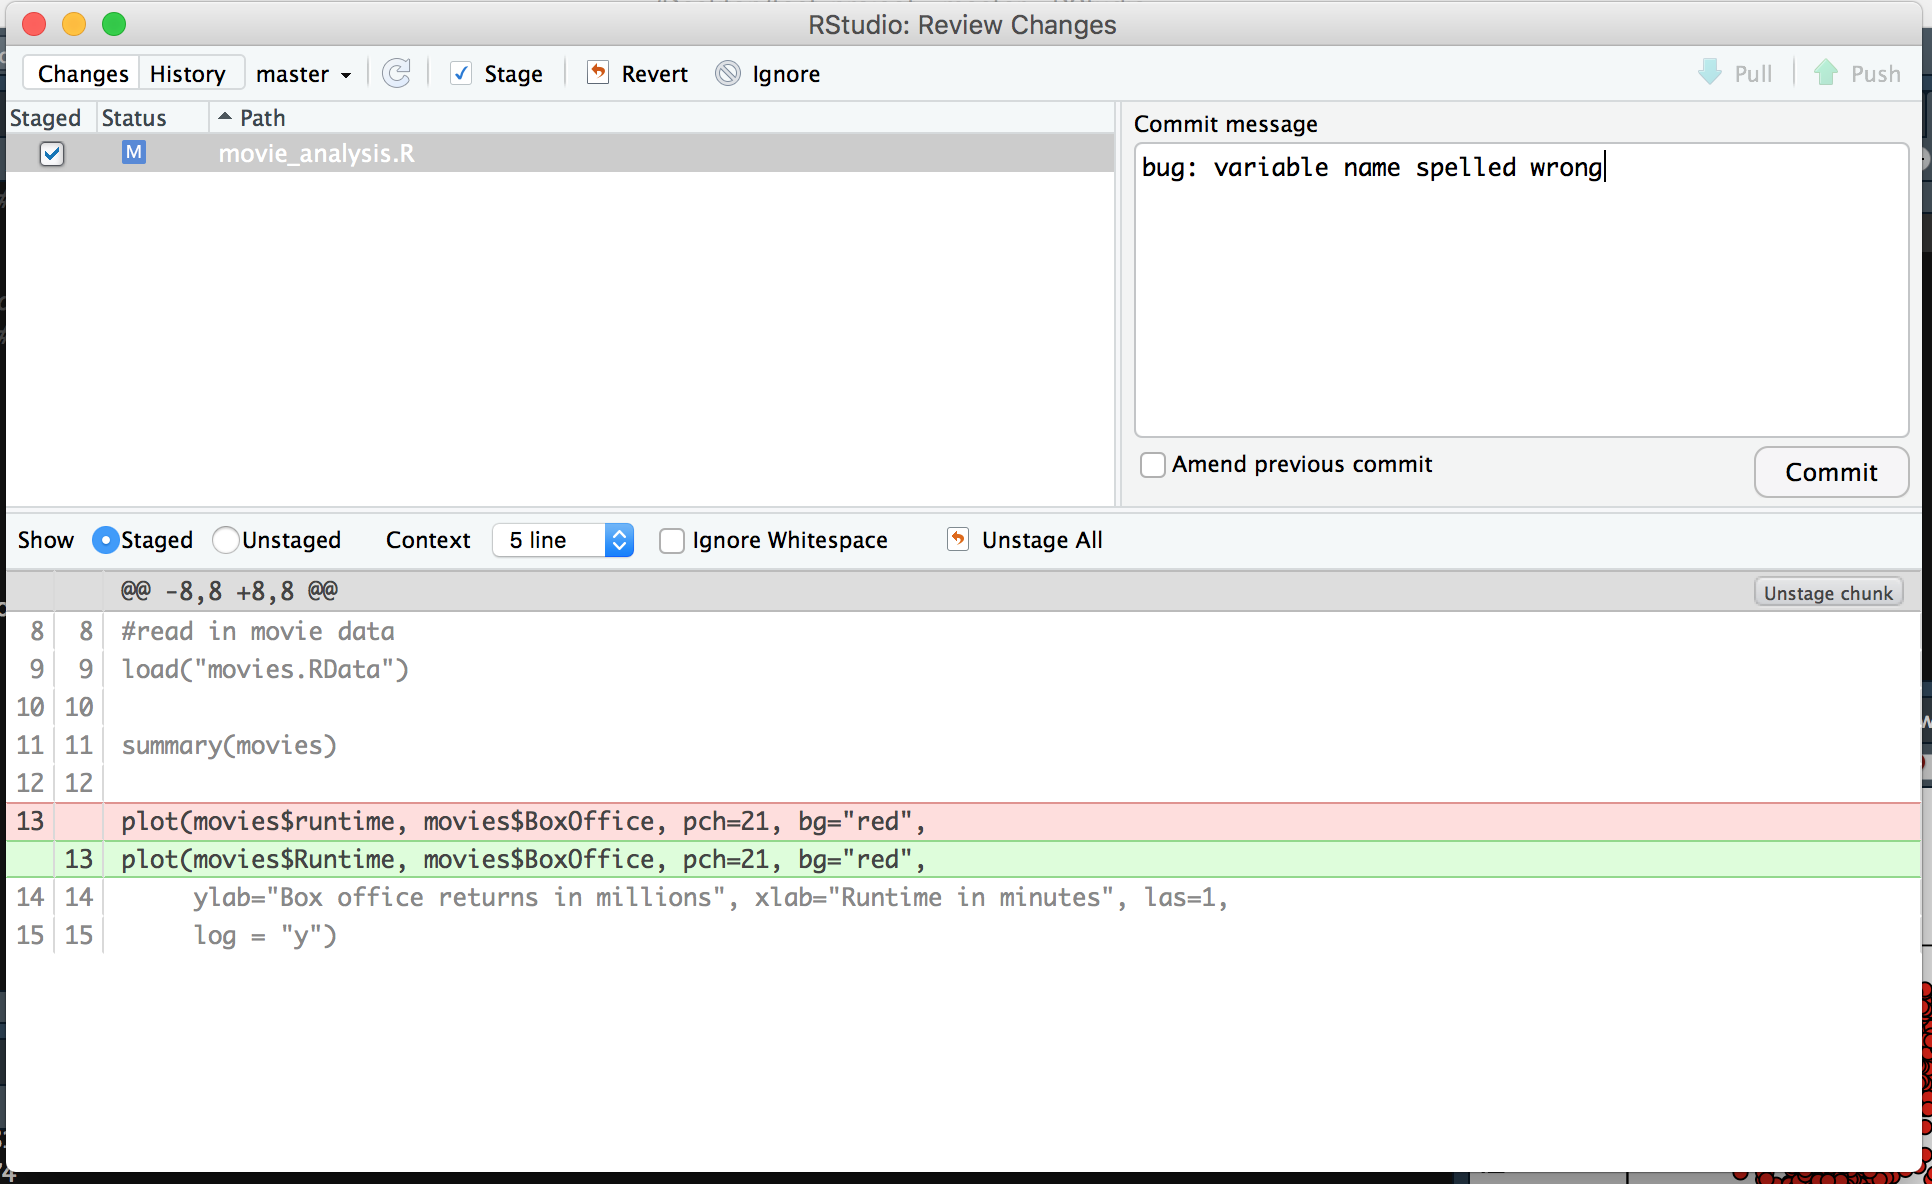 RStudio: Review Changes
Changes History master Stage Revert Ignore Pull Push
Staged Status Path
M movie_analysis.R
Commit message
bug: variable name spelled wrong
Amend previous commit
Commit
Show Staged Unstaged Context 5 line Ignore Whitespace Unstage All
@@ -8,8 +8,8 @@ Unstage chunk
8 8 #read in movie data
9 9 load("movies.RData")
10 10
11 11 summary(movies)
12 12
13 plot(movies$runtime, movies$BoxOffice, pch=21, bg="red",
13 plot(movies$Runtime, movies$BoxOffice, pch=21, bg="red",
14 14 ylab="Box office returns in millions", xlab="Runtime in minutes", las=1,
15 15 log = "y")